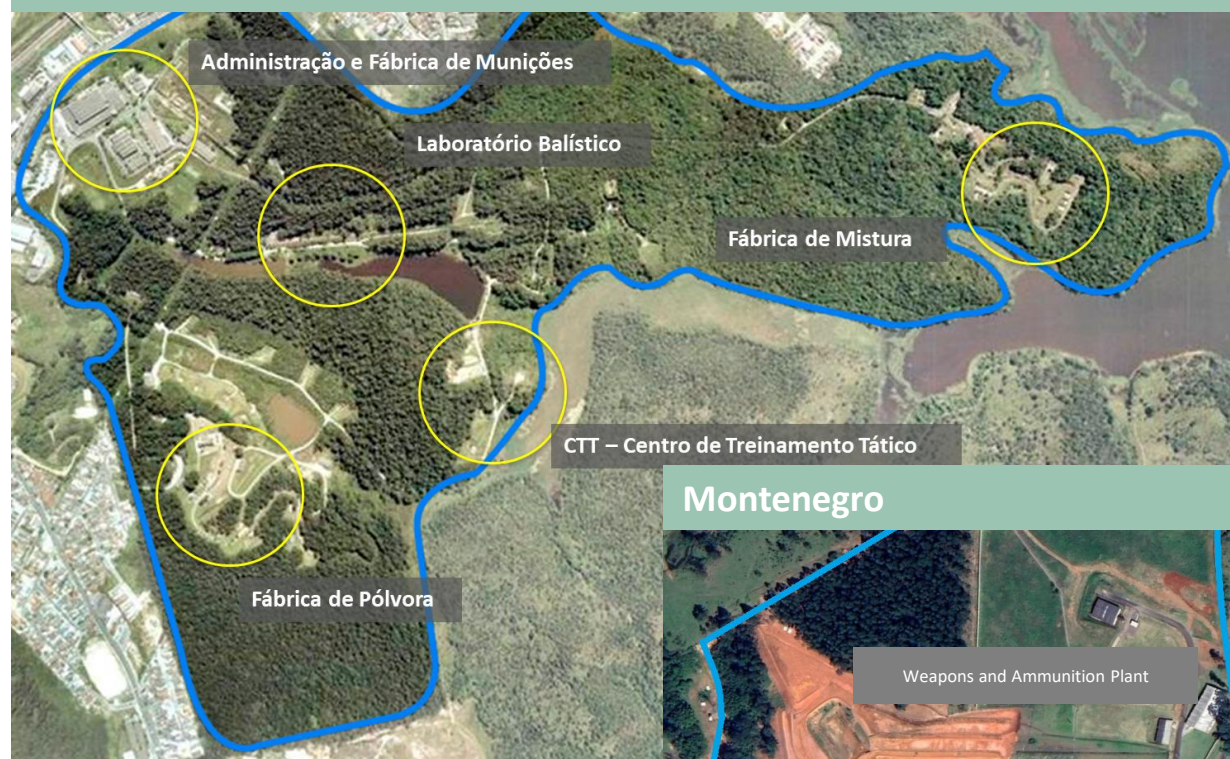 Administração e Fábrica de Munições
Laboratório Balístico
Fábrica de Mistura
CTT – Centro de Treinamento Tático
Fábrica de Pólvora
Montenegro
Weapons and Ammunition Plant